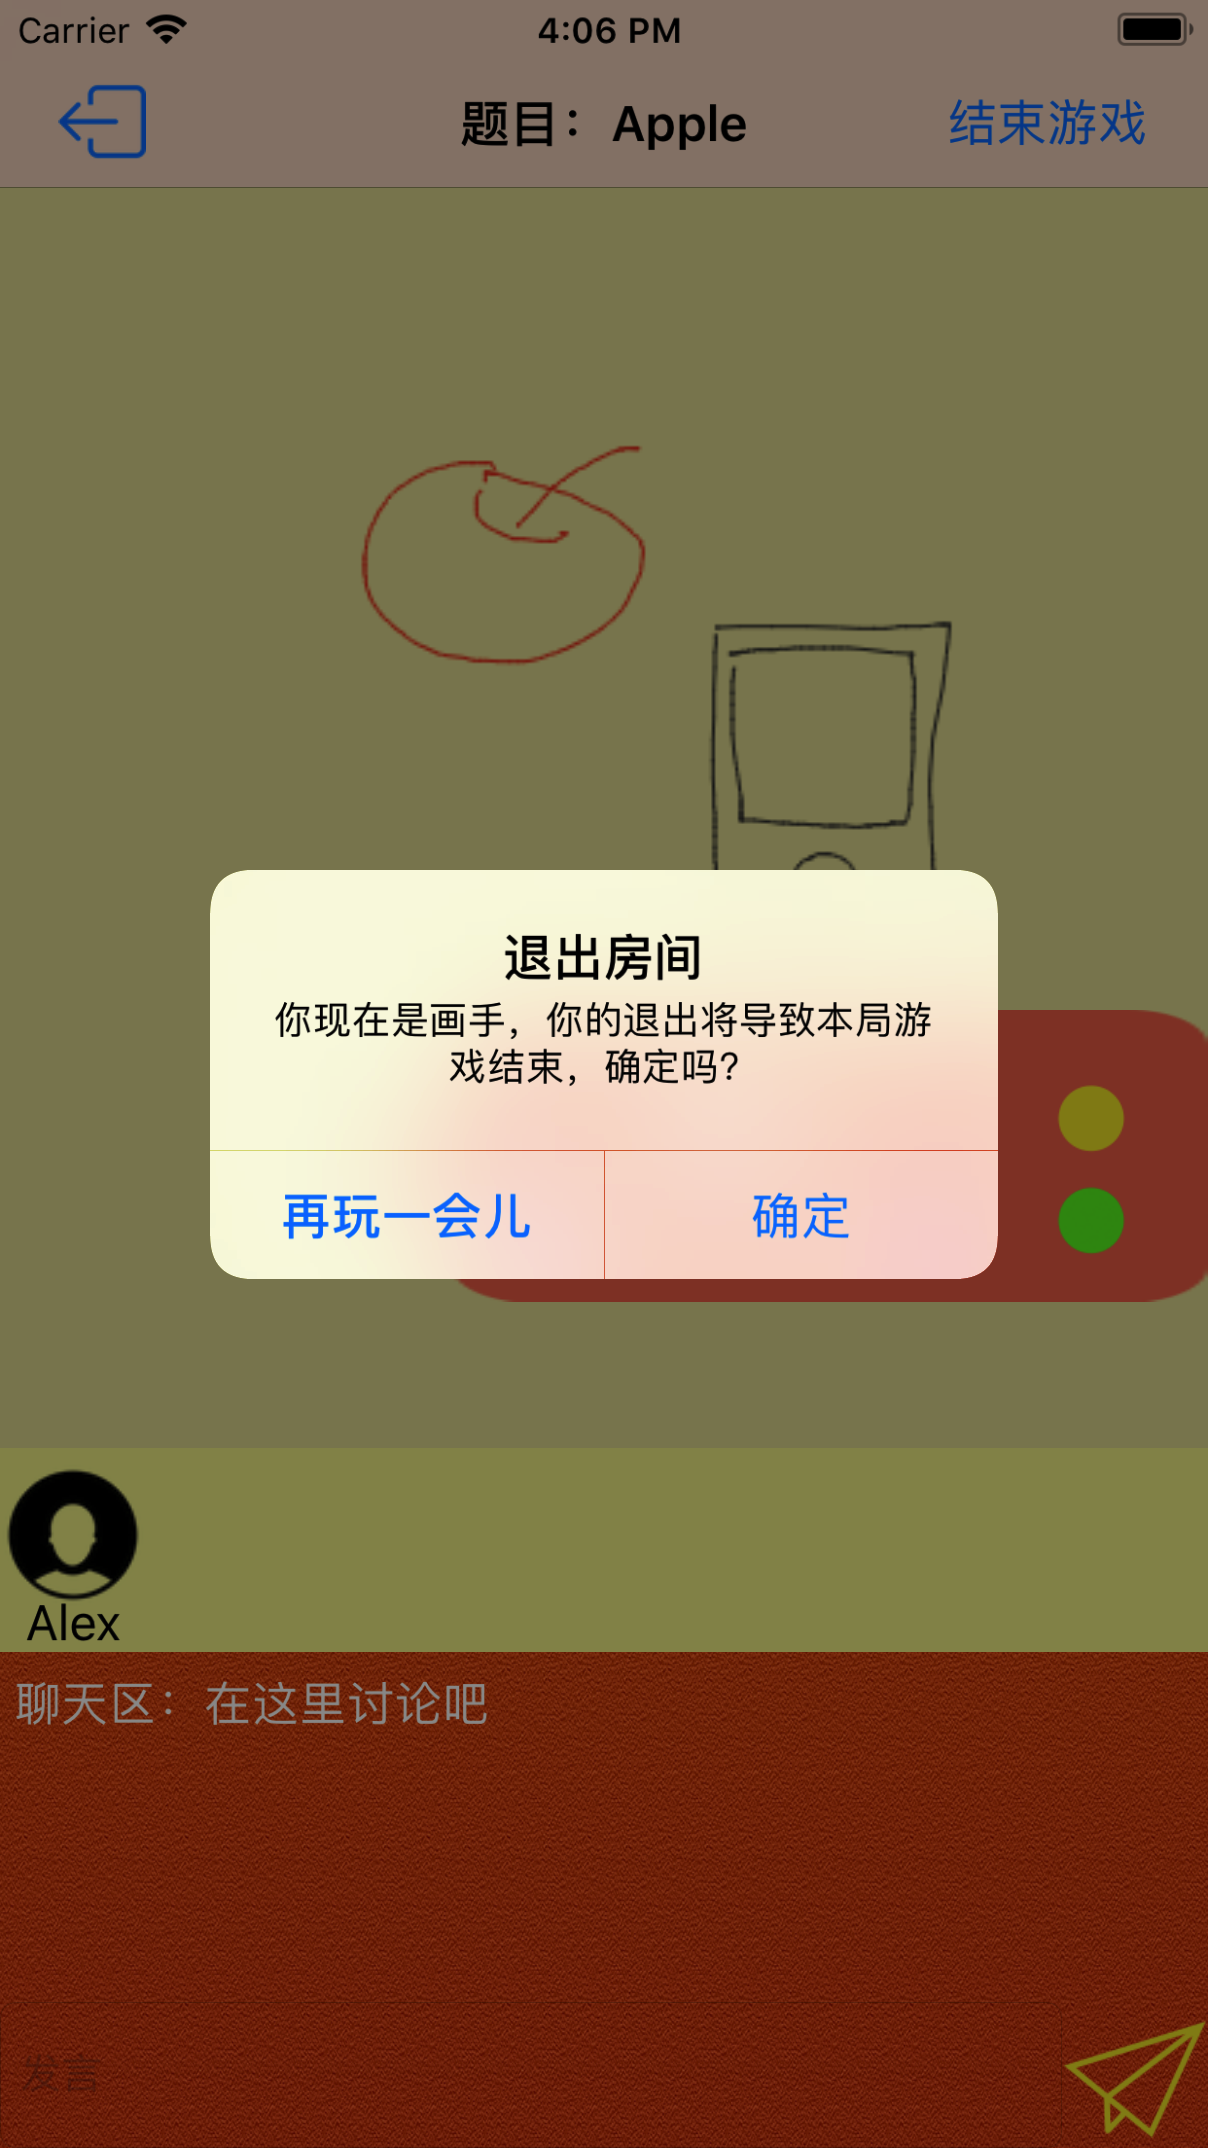 Carrier 4:06 PM
题目：Apple 结束游戏
退出房间
你现在是画手，你的退出将导致本局游
戏结束，确定吗？
再玩一会儿 确定
Alex
聊天区：在这里讨论吧
发言